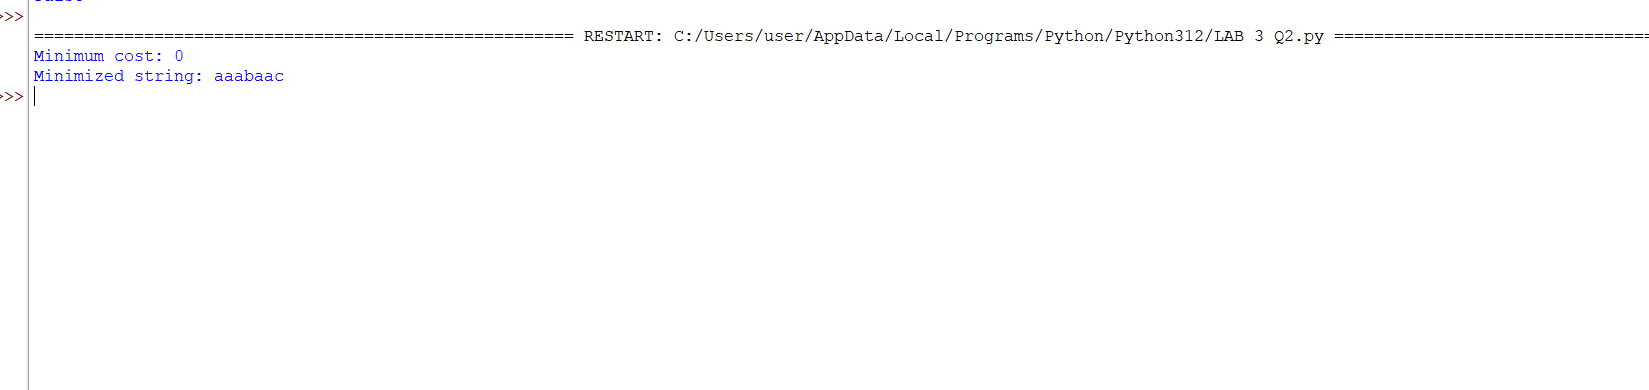 >>>
====================================================== RESTART: C:/Users/user/AppData/Local/Programs/Python/Python312/LAB 3 Q2.py ================================
Minimum cost: 0
Minimized string: aaabaac
>>>